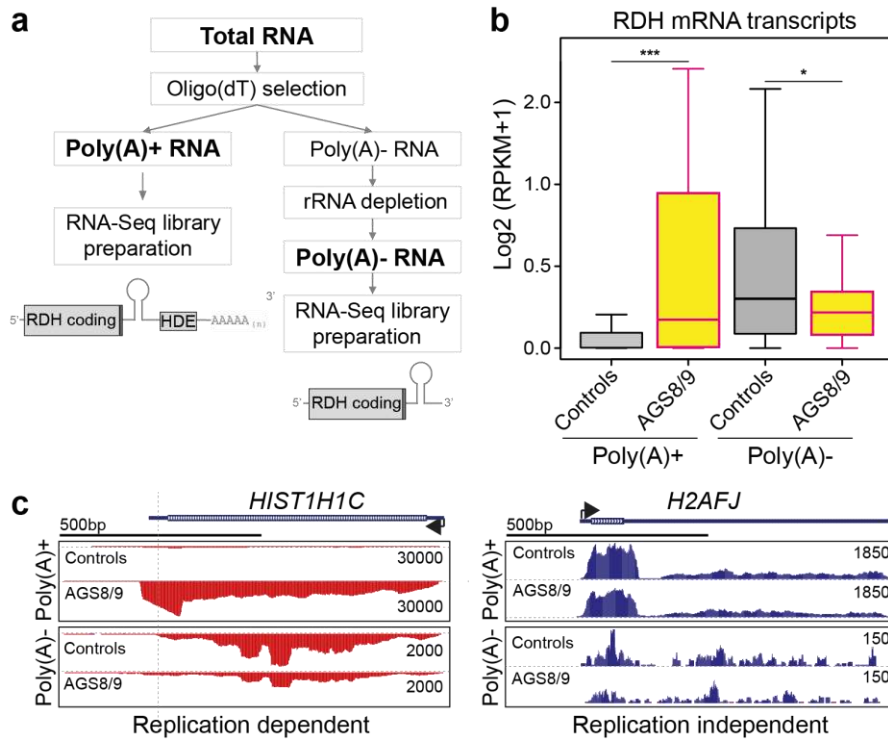 a
Total RNA
Oligo(dT) selection
Poly(A)+ RNA
Poly(A)- RNA
rRNA depletion
RNA-Seq library
preparation
Poly(A)- RNA
RNA-Seq library
preparation
5'- RDH coding HDE -AAAAA (n) 3'
5'- RDH coding -3'
b
RDH mRNA transcripts
*** *
Log2 (RPKM+1)
2.0
1.0
0.5
0.0
Controls
AGS8/9
Controls
AGS8/9
Poly(A)+ Poly(A)-
c
HIST1H1C
500bp
Poly(A)+
Controls 30000
AGS8/9 30000
Poly(A)-
Controls 2000
AGS8/9 2000
Replication dependent
H2AFJ
500bp
Poly(A)+
Controls 1850
AGS8/9 1850
Poly(A)-
Controls 150
AGS8/9 150
Replication independent